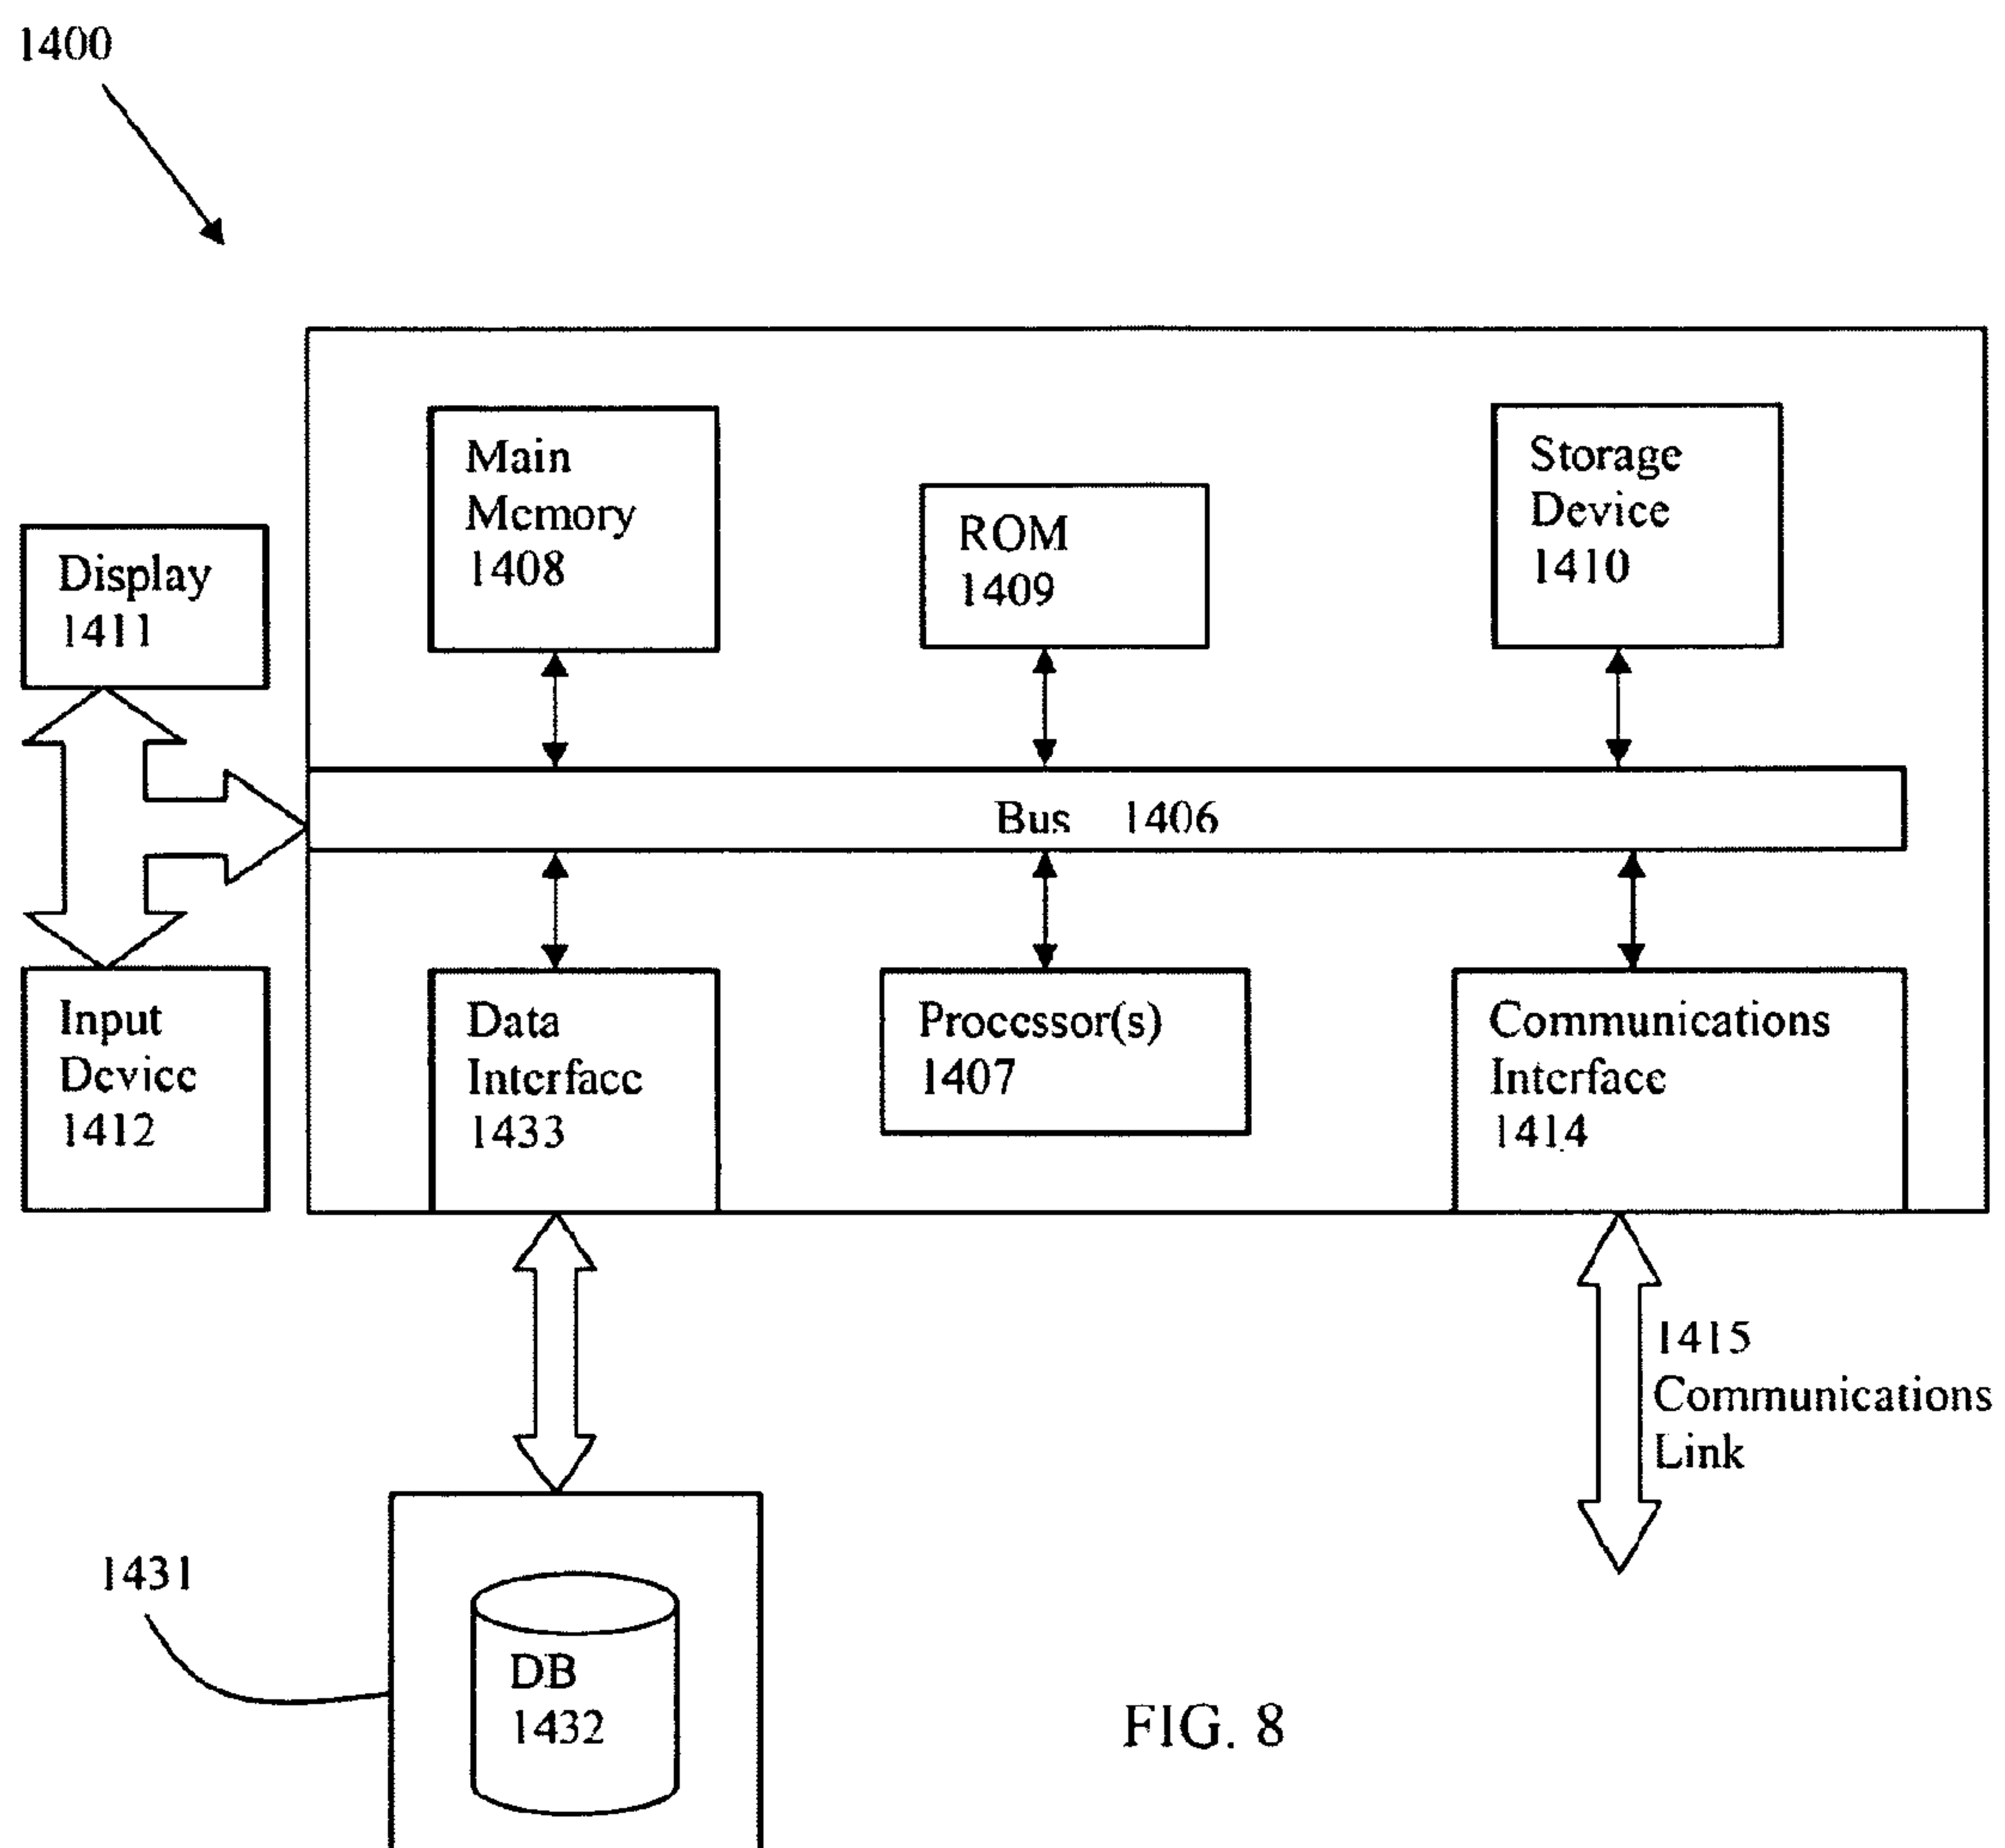 1400
Main
Memory
1408
ROM
1409
Storage
Device
1410
Display
1411
Bus 1406
Input
Device
1412
Data
Interface
1433
Processor(s)
1407
Communications
Interface
1414
1415
Communications
Link
1431
DB
1432
FIG. 8